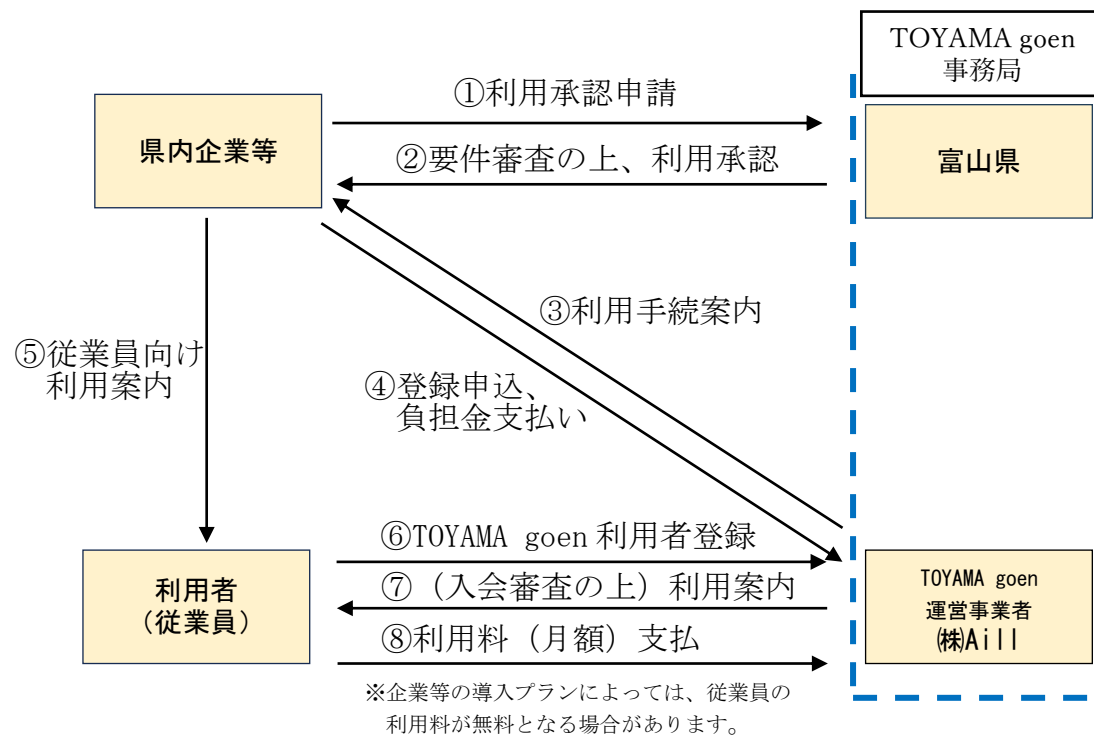 TOYAMA goen
事務局
①利用承認申請
県内企業等
②要件審査の上、利用承認
富山県
③利用手続案内
⑤従業員向け
利用案内
④登録申込、
負担金支払い
⑥TOYAMA goen 利用者登録
利用者
(従業員)
⑦（入会審査の上）利用案内
TOYAMA goen
運営事業者
㈱Aill
⑧利用料（月額）支払
※企業等の導入プランによっては、従業員の
利用料が無料となる場合があります。